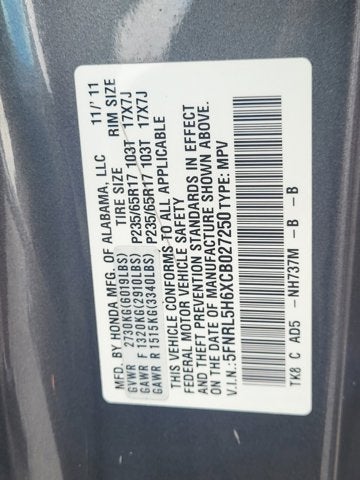 MFD. BY HONDA MFG. OF ALABAMA, LLC 11/'11
TIRE SIZE RIM SIZE
GVWR 2730KG(6019LBS)
GAWR F 1320KG(2910LBS) P235/65R17 103T 17X7J
GAWR R 1515KG(3340LBS) P235/65R17 103T 17X7J
THIS VEHICLE CONFORMS TO ALL APPLICABLE
FEDERAL MOTOR VEHICLE SAFETY
AND THEFT PREVENTION STANDARDS IN EFFECT
ON THE DATE OF MANUFACTURE SHOWN ABOVE.
V.I.N.:5FNRL5H6XCB027250 TYPE: MPV
TK8 C AD5 -NH737M -B -B